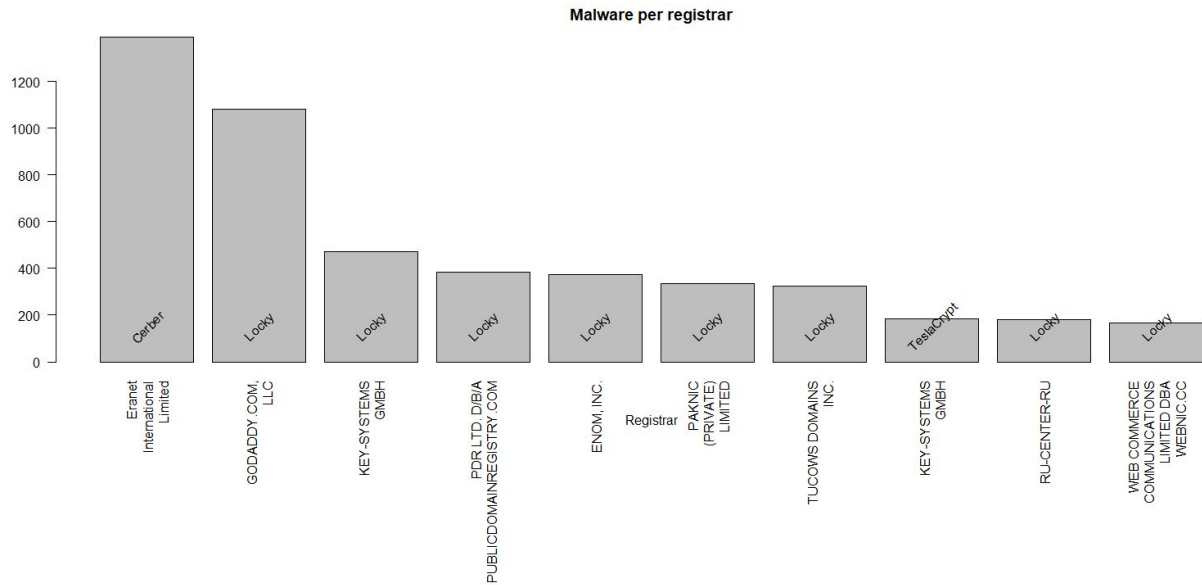 Malware per registrar
1200
1000
800
600
400
200
0
Cerber
Locky
Locky
Locky
Locky
Locky
Locky
TeslaCrypt
Locky
Locky
Eranet
International
Limited
GODADDY.COM,
LLC
KEY-SYSTEMS
GMBH
PDR LTD. D/B/A
PUBLICDOMAINREGISTRY.COM
ENOM, INC.
Registrar
PAKNIC
(PRIVATE)
LIMITED
TUCOWS DOMAINS
INC.
KEY-SYSTEMS
GMBH
RU-CENTER-RU
WEB COMMERCE
COMMUNICATIONS
LIMITED DBA
WEBNIC.CC